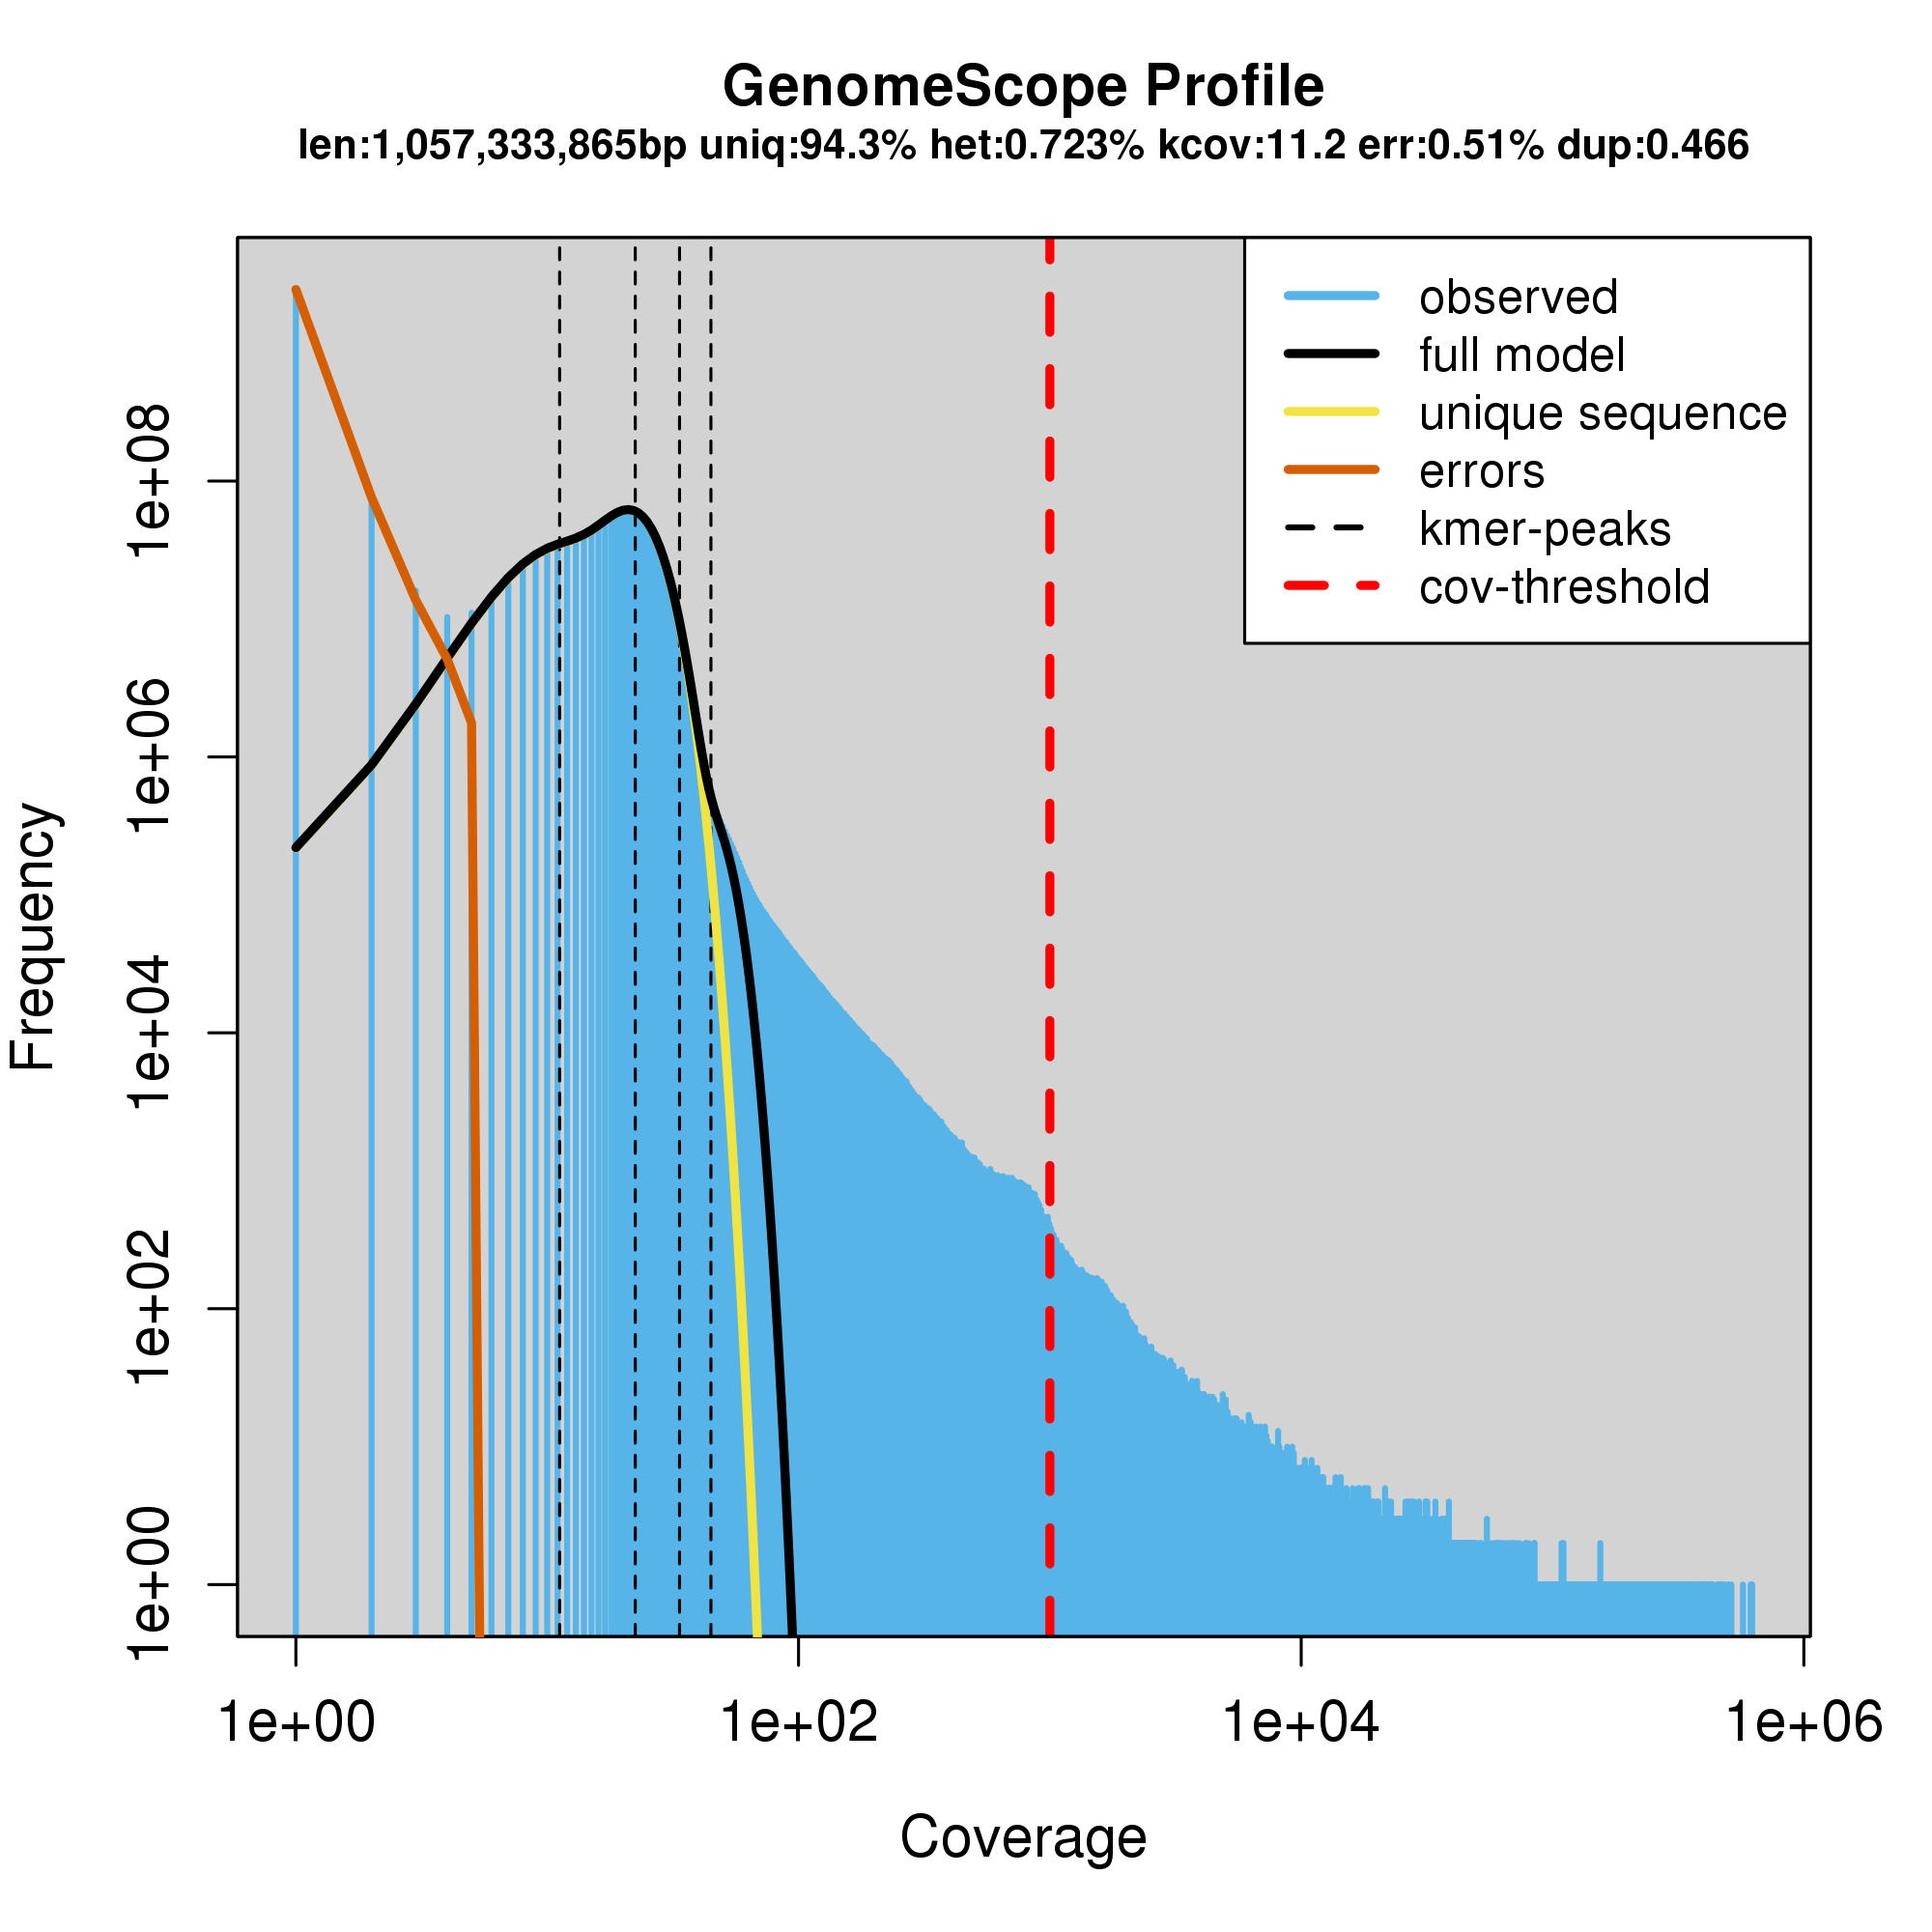 GenomeScope Profile
len:1,057,333,865bp uniq:94.3% het:0.723% kcov:11.2 err:0.51% dup:0.466
observed
full model
unique sequence
errors
kmer-peaks
cov-threshold
Frequency
1e+08
1e+06
1e+04
1e+02
1e+00
1e+00 1e+02 1e+04 1e+06
Coverage